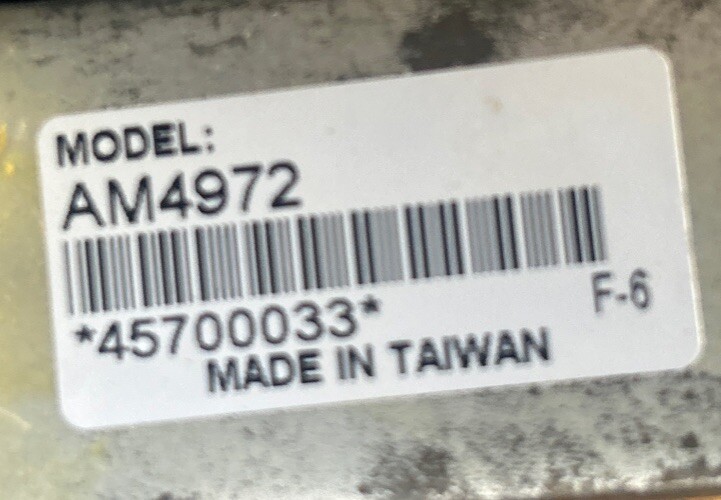 MODEL:
AM4972
*45700033*
F-6
MADE IN TAIWAN